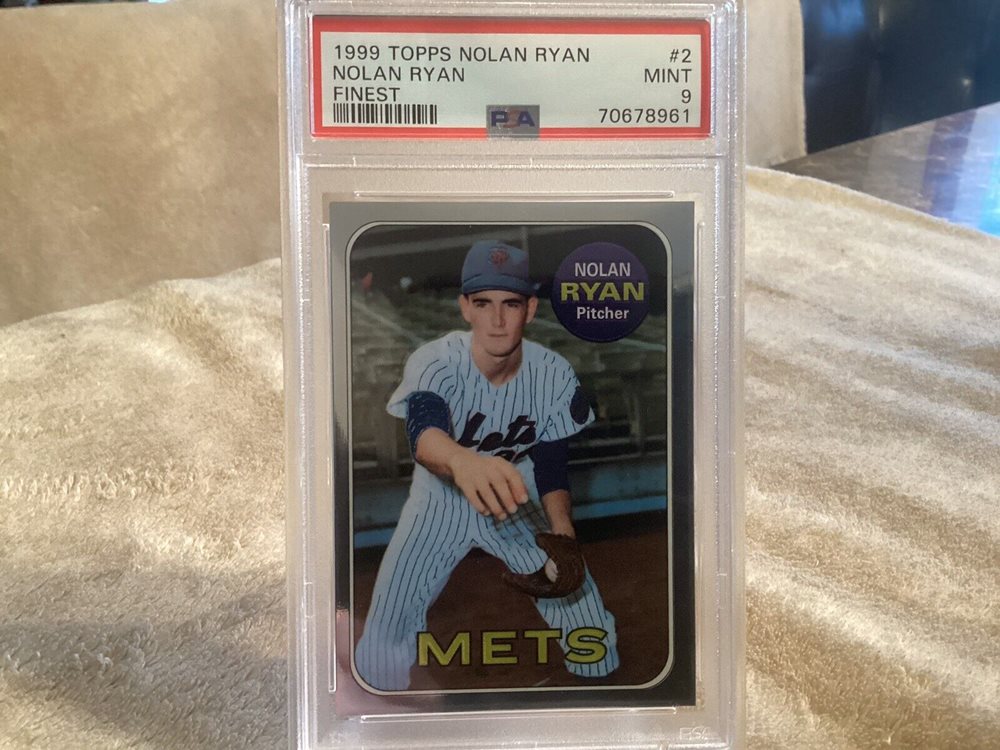 1999 TOPPS NOLAN RYAN #2
NOLAN RYAN MINT
FINEST 9
PSA 70678961
NOLAN
RYAN
Pitcher
Mets
METS